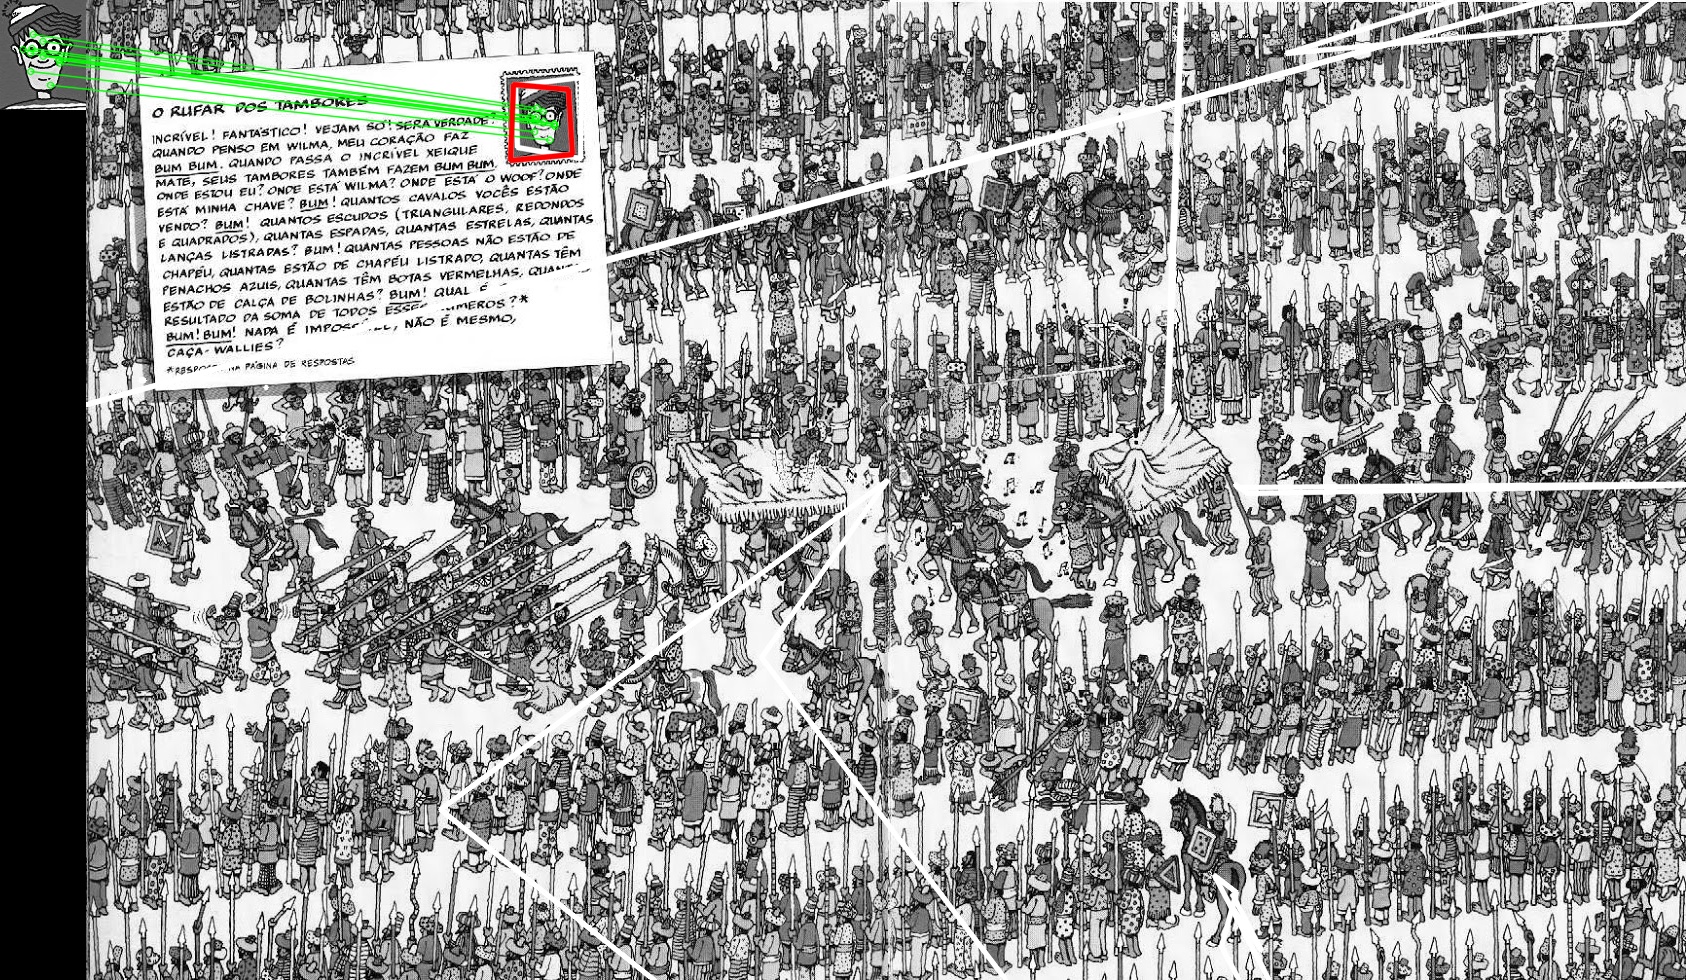 O RUFAR DOS TAMBORES
INCRÍVEL! FANTÁSTICO! VEJAM SÓ! SERÁ VERDADE?
QUANDO PENSO EM WILMA, MEU CORAÇÃO FAZ
BUM BUM. QUANDO PASSA O INCRÍVEL XEIQUE
MATE, SEUS TAMBORES TAMBÉM FAZEM BUM BUM.
ONDE ESTOU EU? ONDE ESTÁ WILMA? ONDE ESTÁ O WOOF? ONDE
ESTÁ MINHA CHAVE? BUM! QUANTOS CAVALOS VOCÊS ESTÃO
VENDO? BUM! QUANTOS ESCUDOS (TRIANGULARES, REDONDOS
E QUADRADOS), QUANTAS ESPADAS, QUANTAS ESTRELAS, QUANTAS
LANÇAS LISTRADAS? BUM! QUANTAS PESSOAS NÃO ESTÃO DE
CHAPÉU, QUANTAS ESTÃO DE CHAPÉU LISTRADO, QUANTAS TÊM
PENACHOS AZUIS, QUANTAS TÊM BOTAS VERMELHAS,
ESTÃO DE CALÇA DE BOLINHAS? BUM! QUAL É
RESULTADO DA SOMA DE TODOS ?*
BUM! BUM! NADA É , NÃO É MESMO,
CAÇA-WALLIES?
NA PÁGINA DE RESPOSTAS.